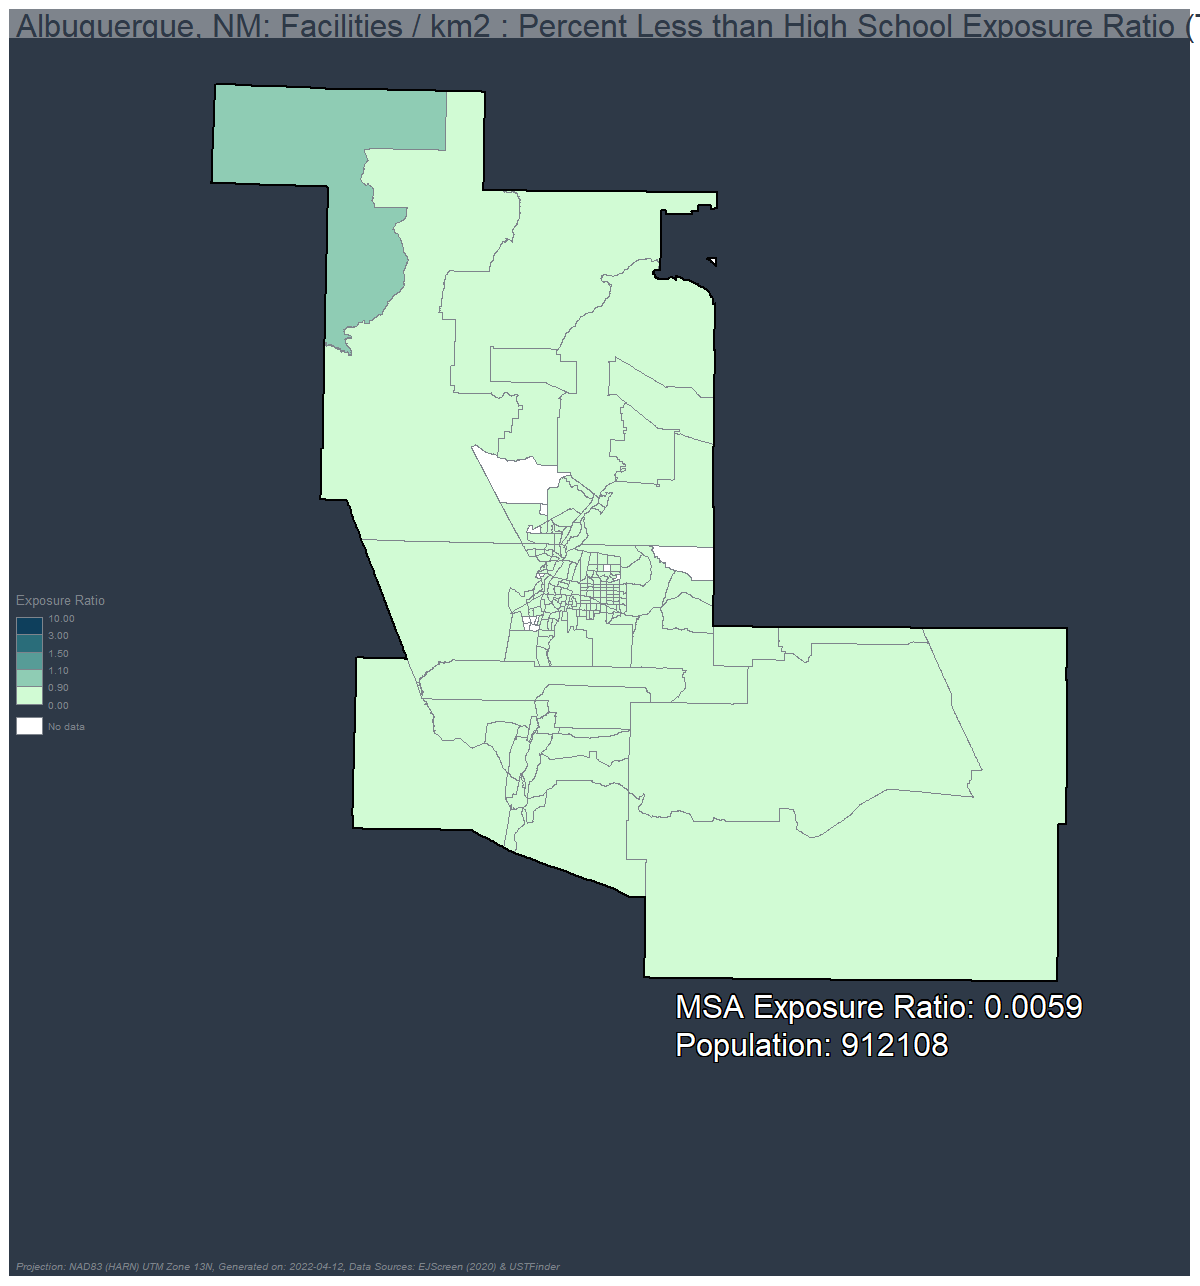 Albuquerque, NM: Facilities / km2 : Percent Less than High School Exposure Ratio (
Exposure Ratio
10.00
3.00
1.50
1.10
0.90
0.00
No data
MSA Exposure Ratio: 0.0059
Population: 912108
Projection: NAD83 (HARN) UTM Zone 13N, Generated on: 2022-04-12, Data Sources: EJScreen (2020) & USTFinder